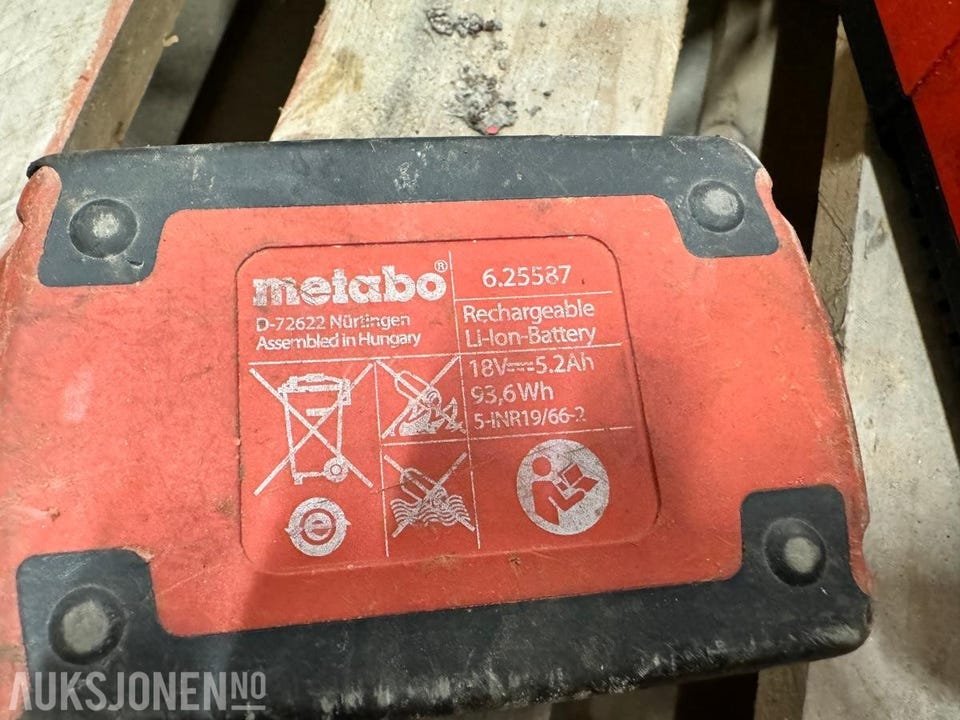 metabo®
D-72622 Nürtingen
Assembled in Hungary
6.25587
Rechargeable
Li-Ion-Battery
18V⎓5.2Ah
93,6Wh
5-INR19/66-2
e
AUKSJONEN.NO